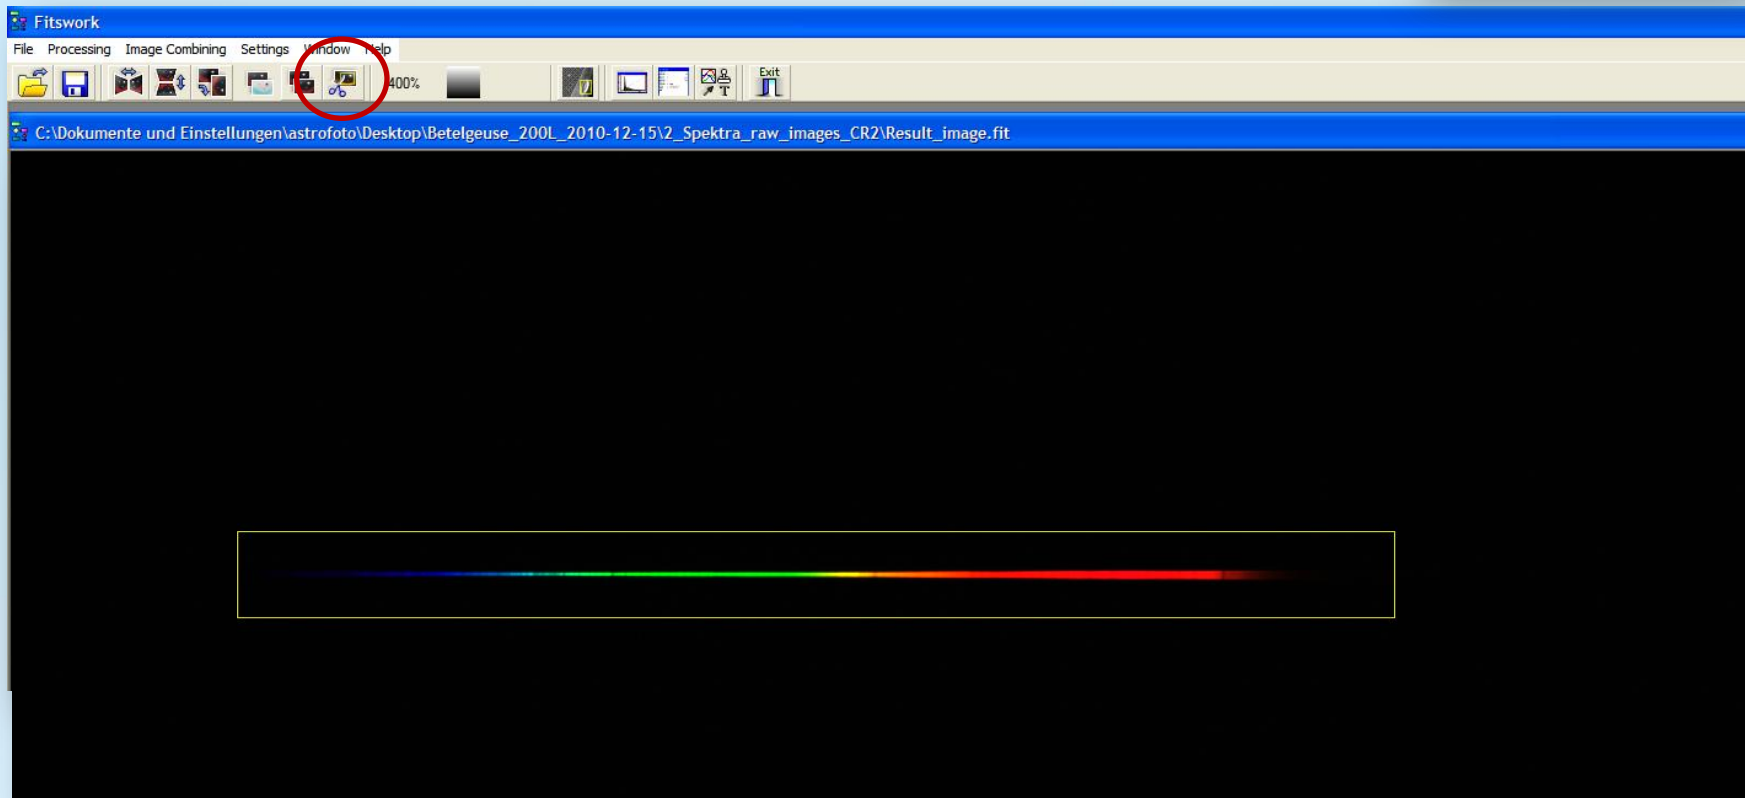 Fitswork
File Processing Image Combining Settings Window Help
400%
Exit
C:\Dokumente und Einstellungen\astrofoto\Desktop\Betelgeuse_200L_2010-12-15\2_Spektra_raw_images_CR2\Result_image.fit